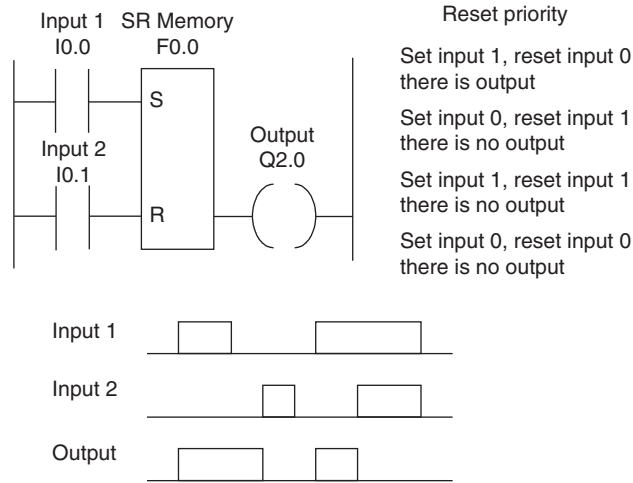 Input 1 SR Memory
I0.0 F0.0
S
Input 2
I0.1
R
Output
Q2.0
Reset priority
Set input 1, reset input 0
there is output
Set input 0, reset input 1
there is no output
Set input 1, reset input 1
there is no output
Set input 0, reset input 0
there is no output
Input 1
Input 2
Output